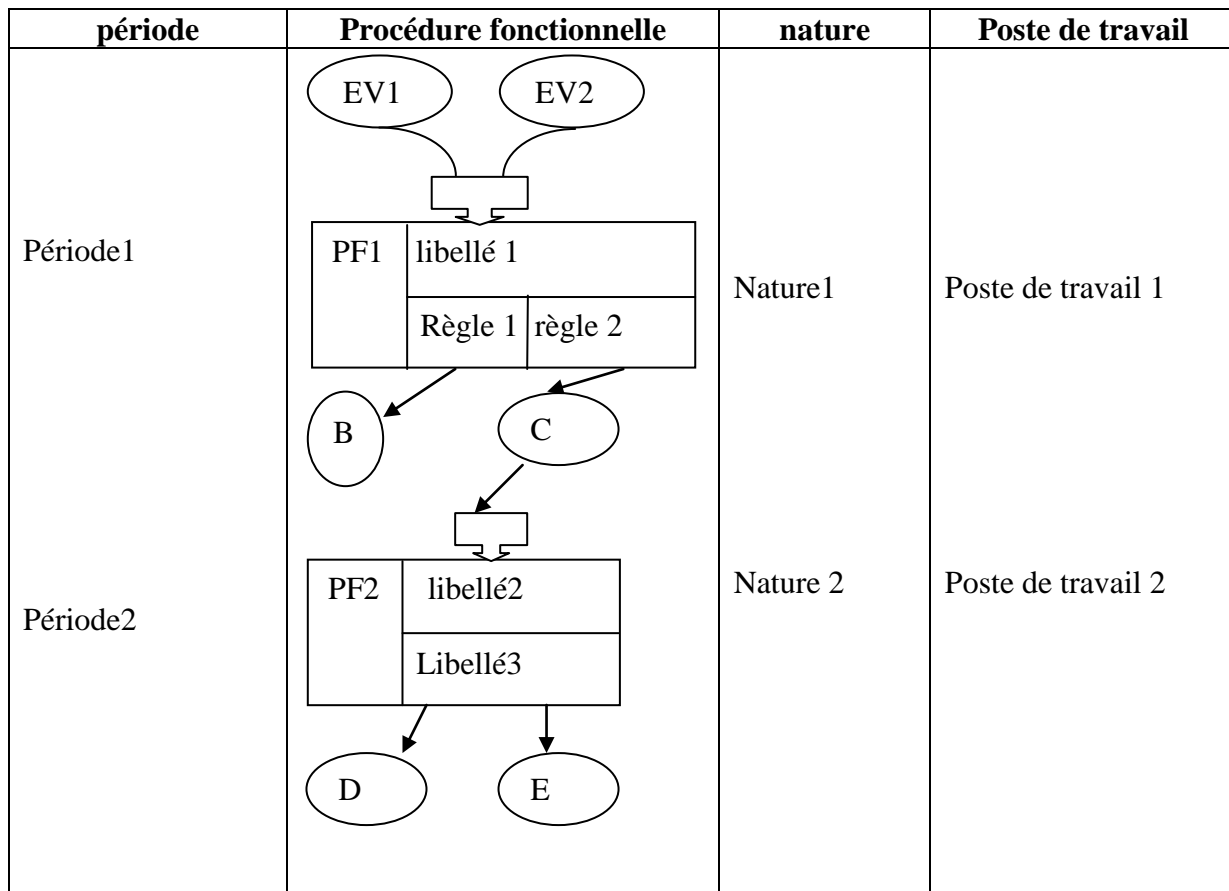 période Procédure fonctionnelle nature Poste de travail
EV1 EV2
Période1
PF1 libellé 1
Nature1 Poste de travail 1
Règle 1 règle 2
B C
PF2 libellé2
Nature 2 Poste de travail 2
Période2
Libellé3
D E